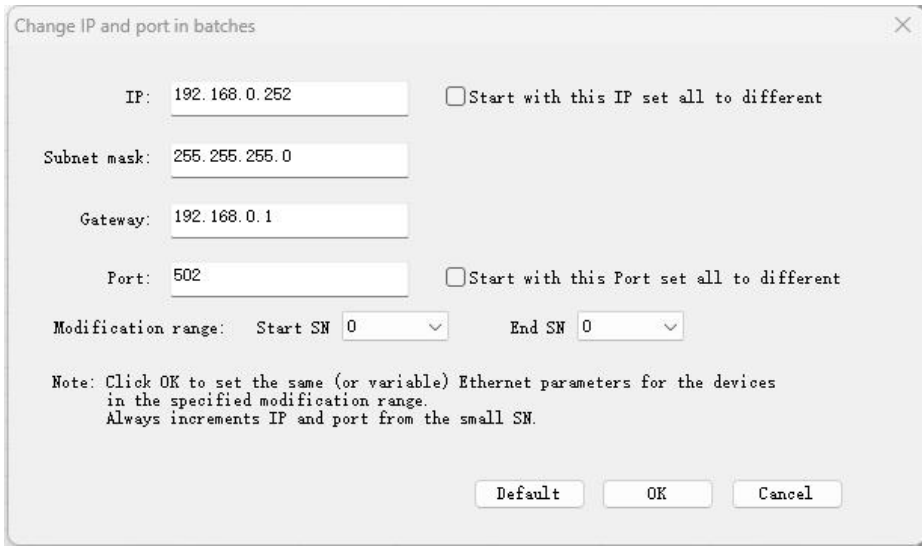 Change IP and port in batches
IP: 192.168.0.252 Start with this IP set all to different
Subnet mask: 255.255.255.0
Gateway: 192.168.0.1
Port: 502 Start with this Port set all to different
Modification range: Start SN 0 End SN 0
Note: Click OK to set the same (or variable) Ethernet parameters for the devices
in the specified modification range.
Always increments IP and port from the small SN.
Default OK Cancel